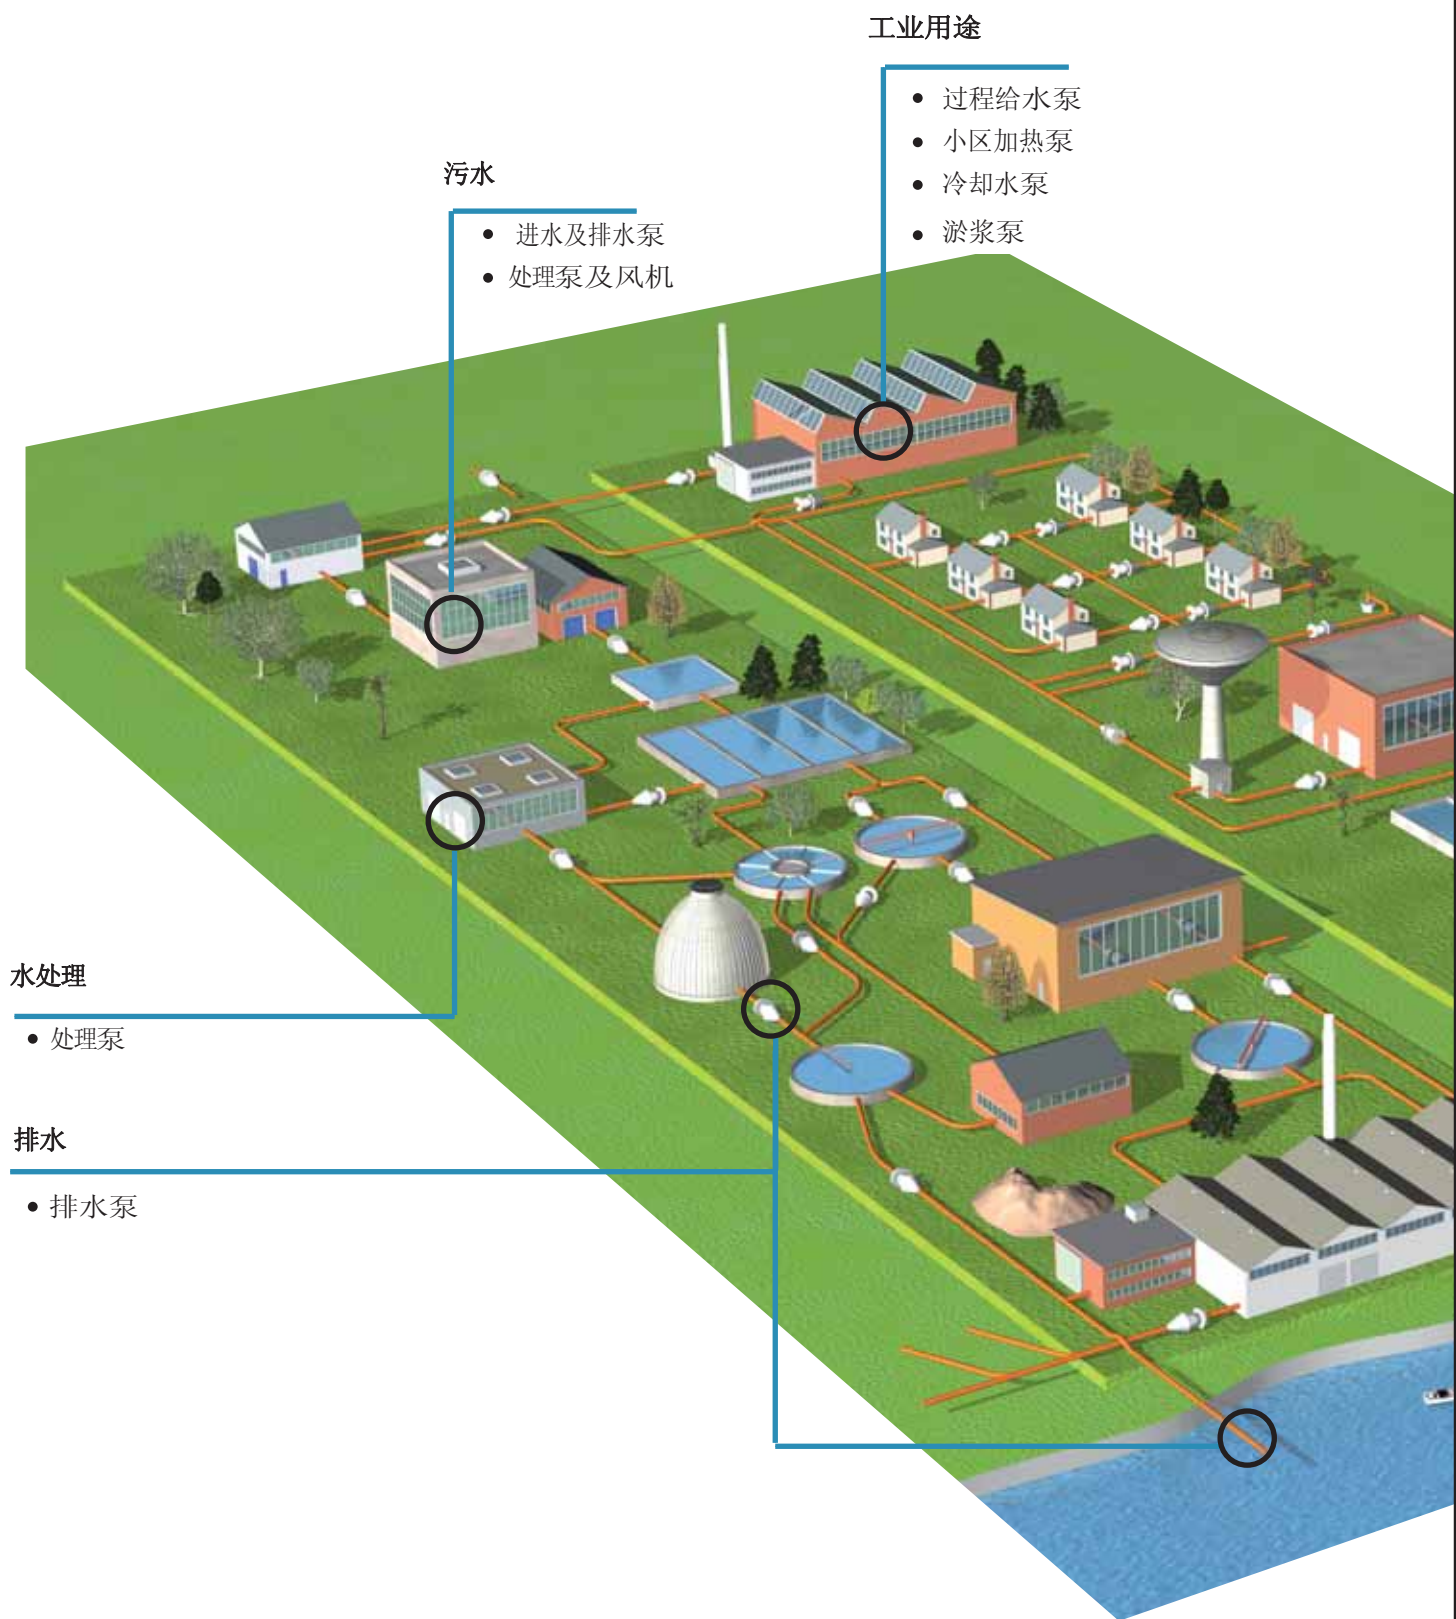 工业用途
• 过程给水泵
• 小区加热泵
• 冷却水泵
• 淤浆泵
污水
• 进水及排水泵
• 处理泵及风机
水处理
• 处理泵
排水
• 排水泵